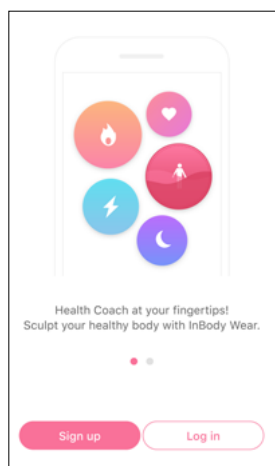 Health Coach at your fingertips!
Sculpt your healthy body with InBody Wear.
Sign up
Log in